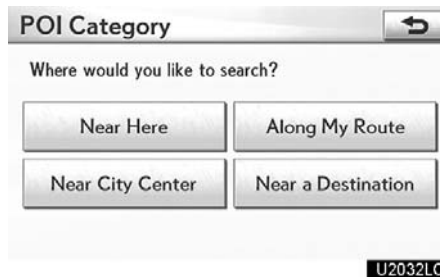 POI Category
Where would you like to search?
Near Here
Along My Route
Near City Center
Near a Destination
U2032LC